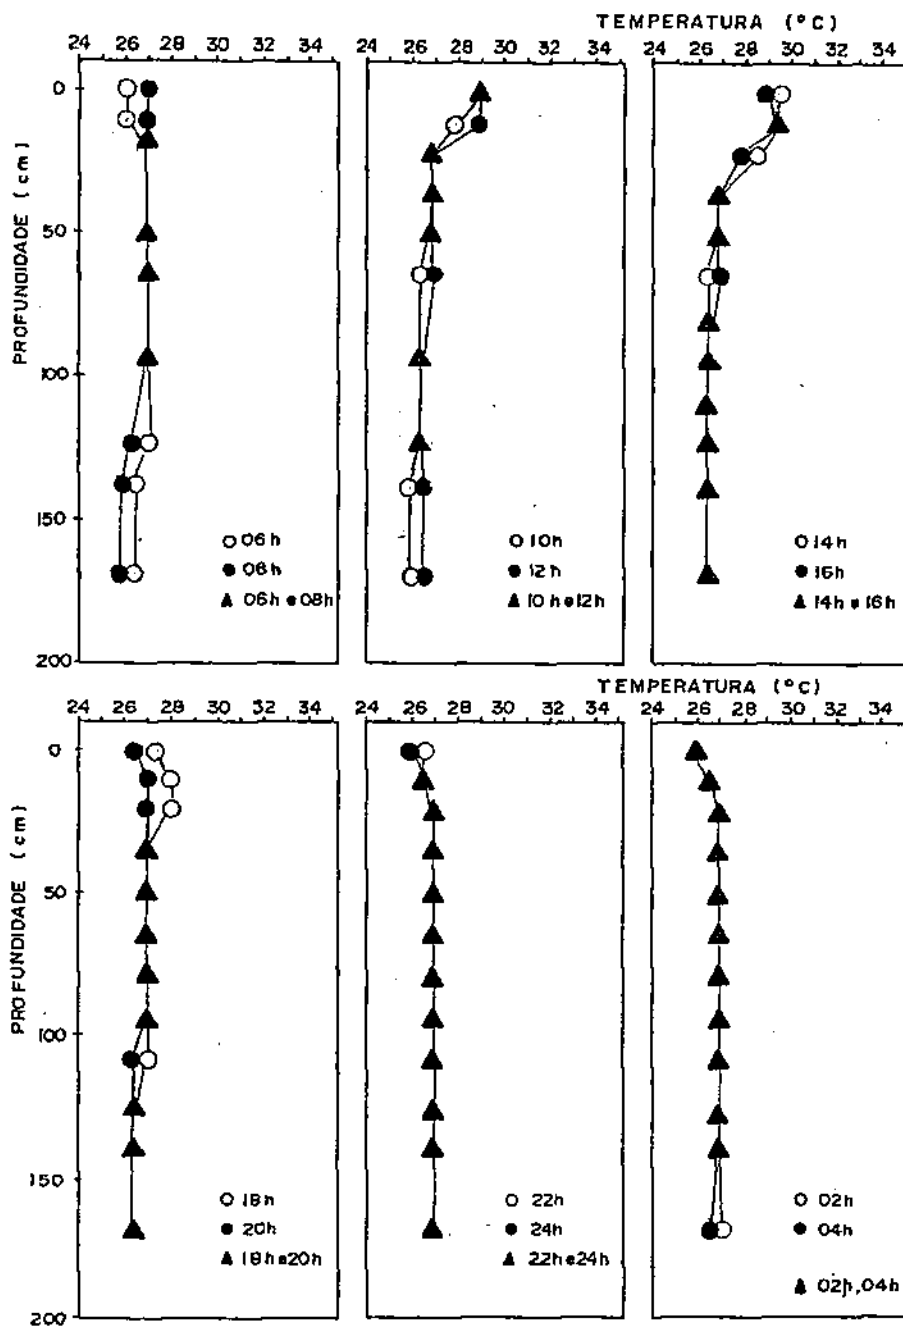 TEMPERATURA (°C)
24 26 28 30 32 34
24 26 28 30 32 34
24 26 28 30 32 34
PROFUNDIDADE (cm)
0
50
100
150
200
06h
08h
06h e 08h
10h
12h
10h e 12h
14h
16h
14h e 16h
TEMPERATURA (°C)
24 26 28 30 32 34
24 26 28 30 32 34
24 26 28 30 32 34
PROFUNDIDADE (cm)
0
50
100
150
200
18h
20h
18h e 20h
22h
24h
22h e 24h
02h
04h
02h, 04h